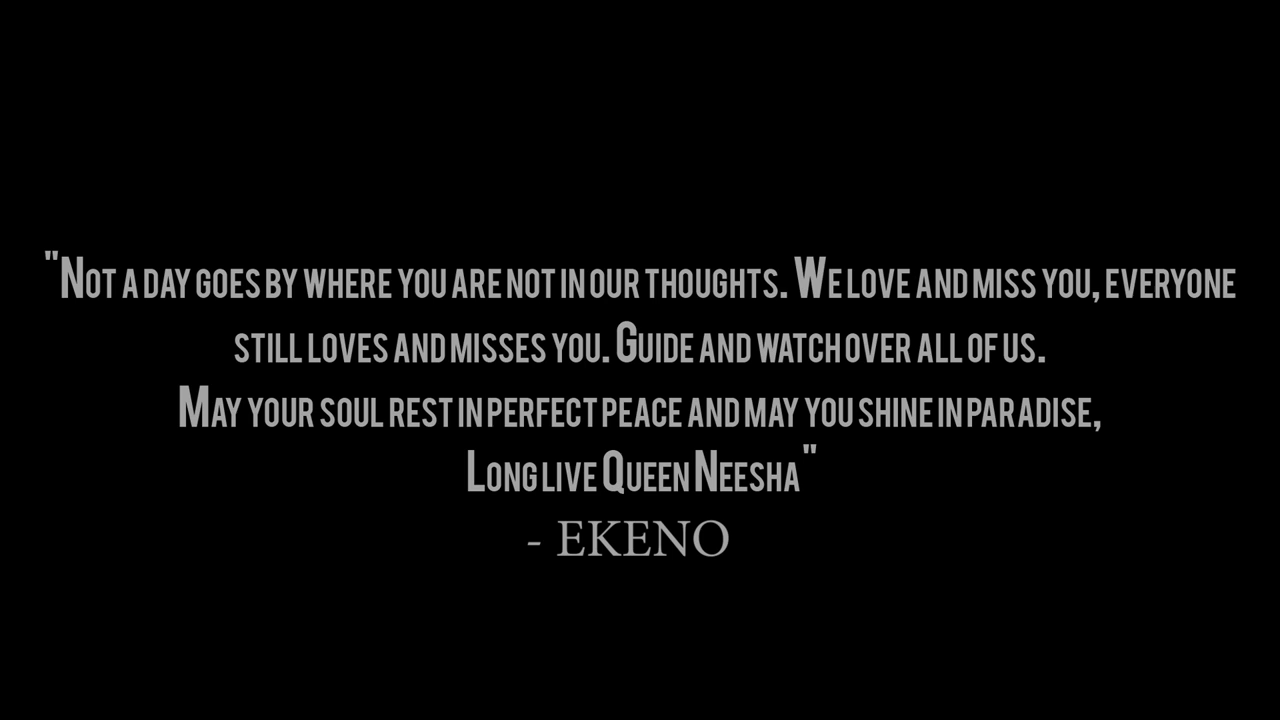 "Not a day goes by where you are not in our thoughts. We love and miss you, everyone
still loves and misses you. Guide and watch over all of us.
May your soul rest in perfect peace and may you shine in paradise,
Long live Queen Neesha"
- EKENO